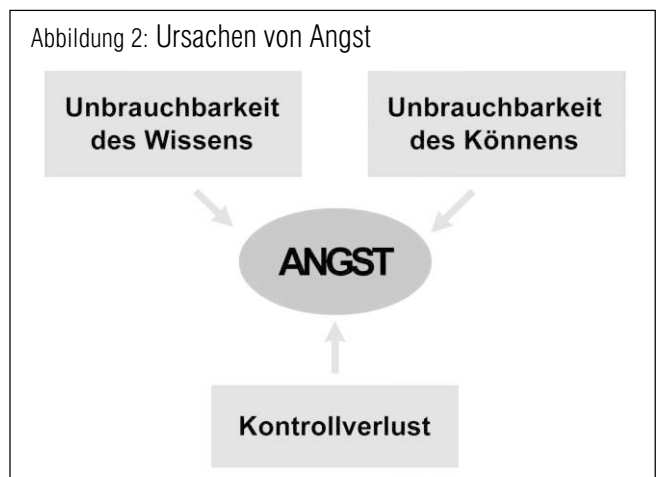 Abbildung 2: Ursachen von Angst
Unbrauchbarkeit
des Wissens
Unbrauchbarkeit
des Könnens
ANGST
Kontrollverlust